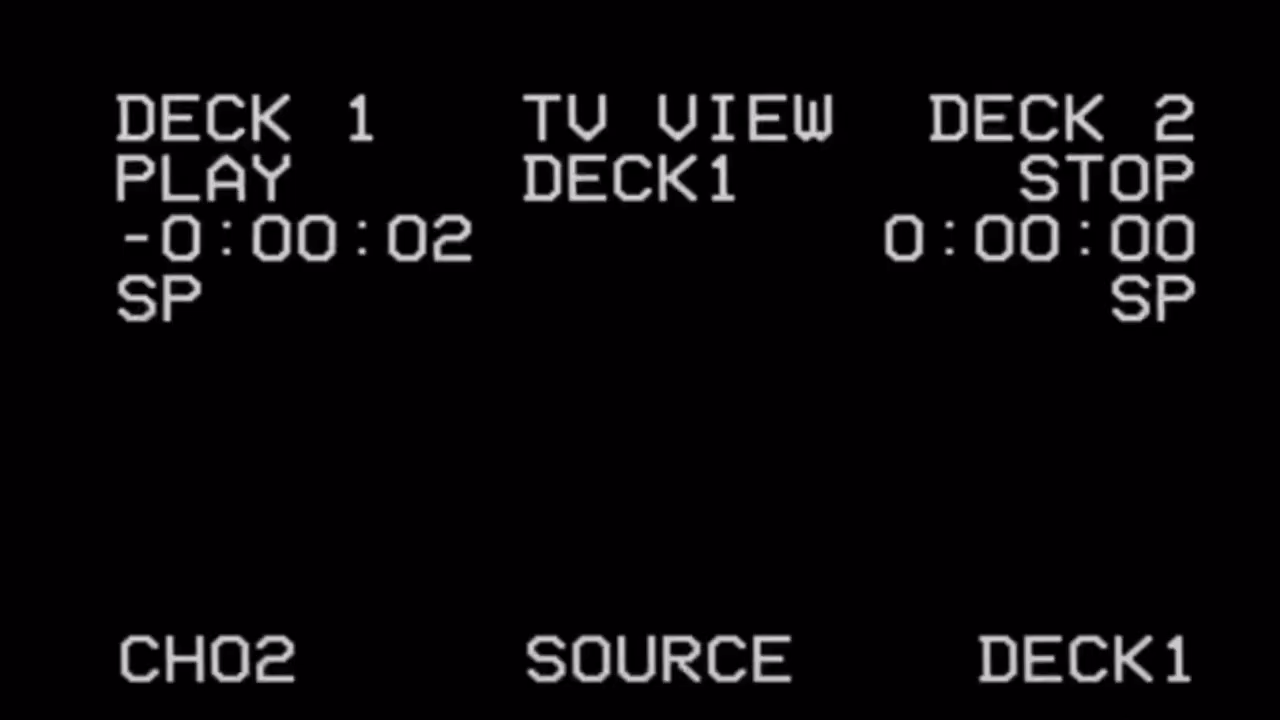 DECK 1 TV VIEW DECK 2
PLAY DECK1 STOP
-0:00:02 0:00:00
SP SP
CH02 SOURCE DECK1